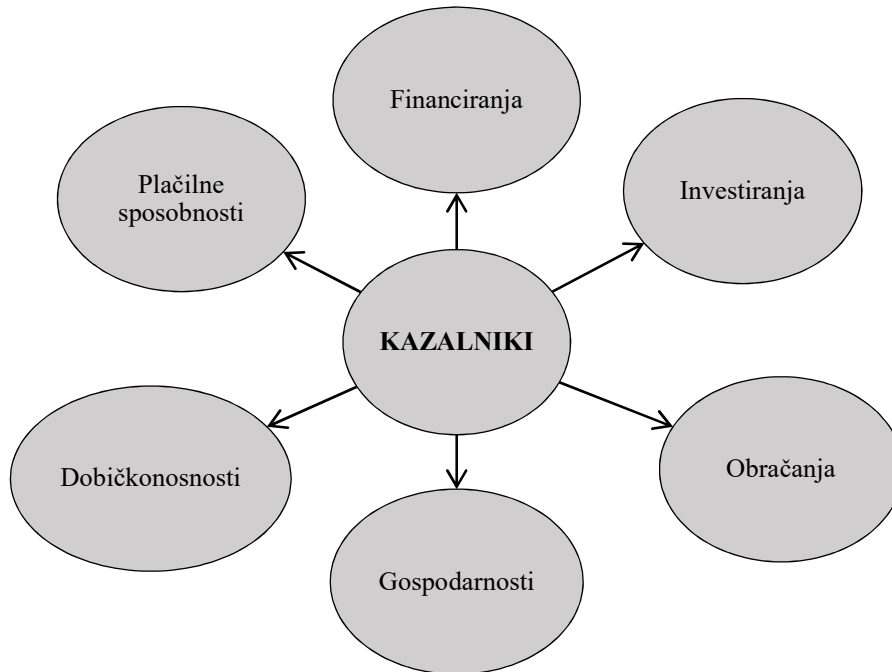 Financiranja
Plačilne
sposobnosti
Investiranja
KAZALNIKI
Dobičkonosnosti
Obračanja
Gospodarnosti